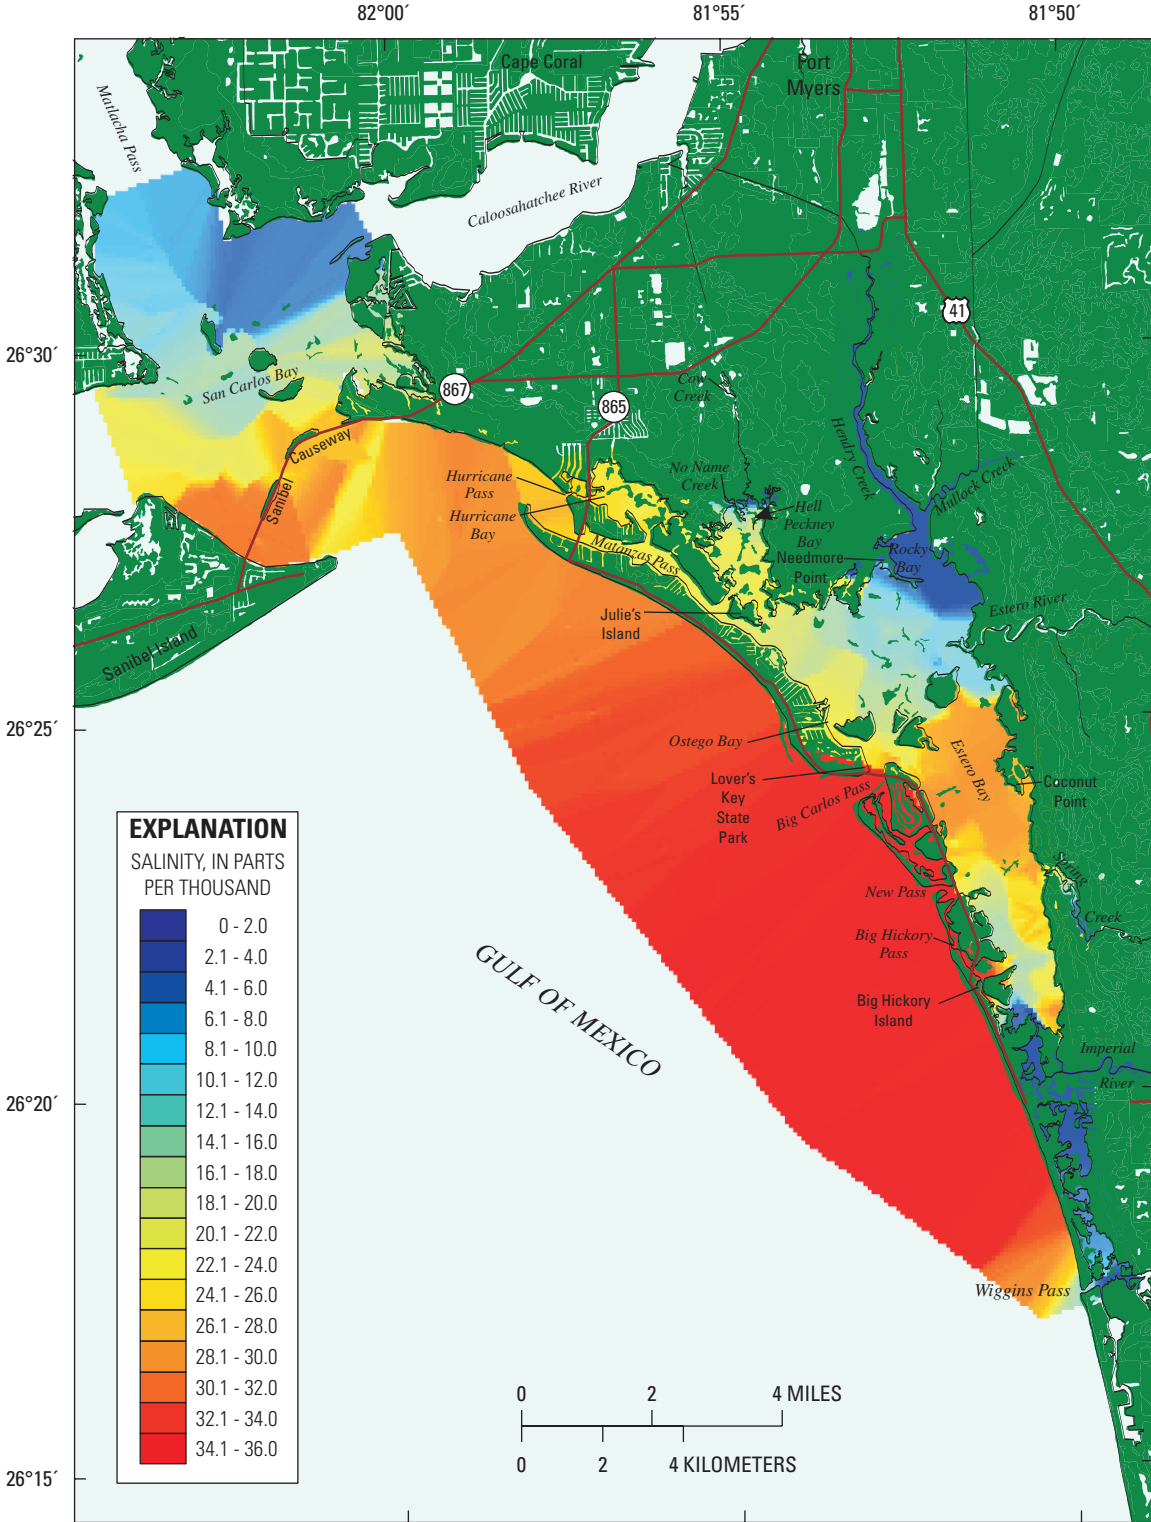 82°00´
81°55´
81°50´
Cape Coral
Fort
Myers
Matlacha Pass
Caloosahatchee River
41
26°30´
San Carlos Bay
867
865
Cow
Creek
Causeway
Sanibel
Hendry Creek
Mullock Creek
Hurricane
Pass
Hurricane
Bay
No Name
Creek
Hell
Peckney
Bay
Matanzas Pass
Needmore
Point
Rocky
Bay
Julie's
Island
Estero River
Sanibel Island
26°25´
Ostego Bay
Estero Bay
Lover's
Key
State
Park
Big Carlos Pass
Coconut
Point
Spring
Creek
New Pass
Big Hickory
Pass
Big Hickory
Island
GULF OF MEXICO
Imperial
River
26°20´
Wiggins Pass
26°15´
EXPLANATION
SALINITY, IN PARTS
PER THOUSAND
0 - 2.0
2.1 - 4.0
4.1 - 6.0
6.1 - 8.0
8.1 - 10.0
10.1 - 12.0
12.1 - 14.0
14.1 - 16.0
16.1 - 18.0
18.1 - 20.0
20.1 - 22.0
22.1 - 24.0
24.1 - 26.0
26.1 - 28.0
28.1 - 30.0
30.1 - 32.0
32.1 - 34.0
34.1 - 36.0
0 2 4 MILES
0 2 4 KILOMETERS